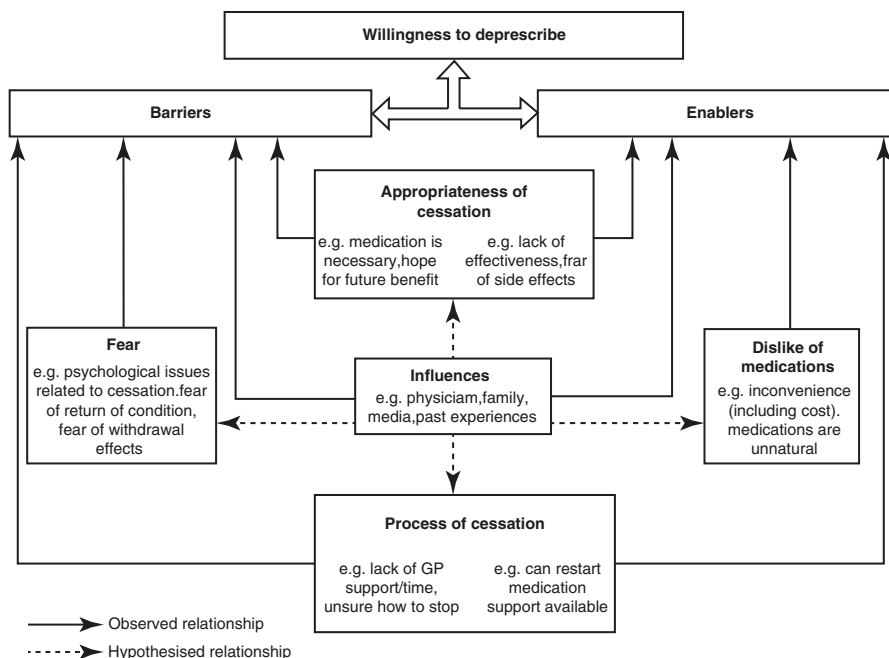 Willingness to deprescribe
Barriers
Enablers
Appropriateness of
cessation
e.g. medication is
necessary,hope
for future benefit
e.g. lack of
effectiveness,frar
of side effects
Fear
e.g. psychological issues
related to cessation.fear
of return of condition,
fear of withdrawal
effects
Influences
e.g. physiciam,family,
media,past experiences
Dislike of
medications
e.g. inconvenience
(including cost).
medications are
unnatural
Process of cessation
e.g. lack of GP
support/time,
unsure how to stop
e.g. can restart
medication
support available
Observed relationship
Hypothesised relationship